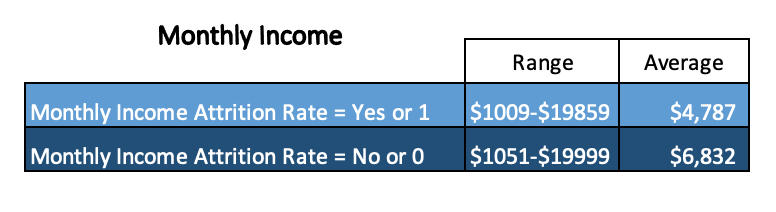 Monthly Income
Range Average
Monthly Income Attrition Rate = Yes or 1 $1009-$19859 $4,787
Monthly Income Attrition Rate = No or 0 $1051-$19999 $6,832